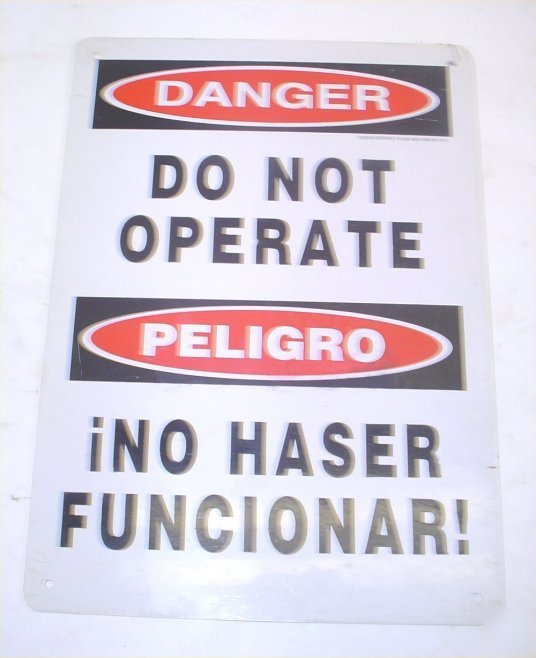 DANGER
DO NOT
OPERATE
PELIGRO
¡NO HASER
FUNCIONAR!